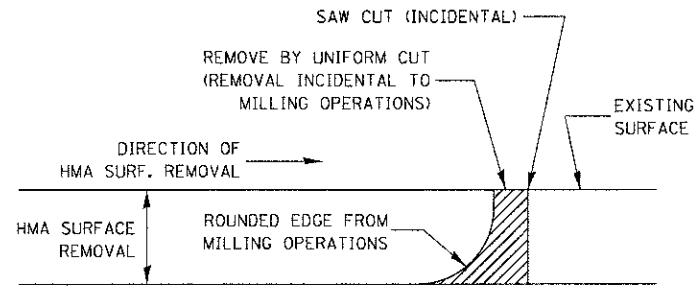 SAW CUT (INCIDENTAL)
REMOVE BY UNIFORM CUT
(REMOVAL INCIDENTAL TO
MILLING OPERATIONS)
EXISTING
SURFACE
DIRECTION OF
HMA SURF. REMOVAL
HMA SURFACE
REMOVAL
ROUNDED EDGE FROM
MILLING OPERATIONS